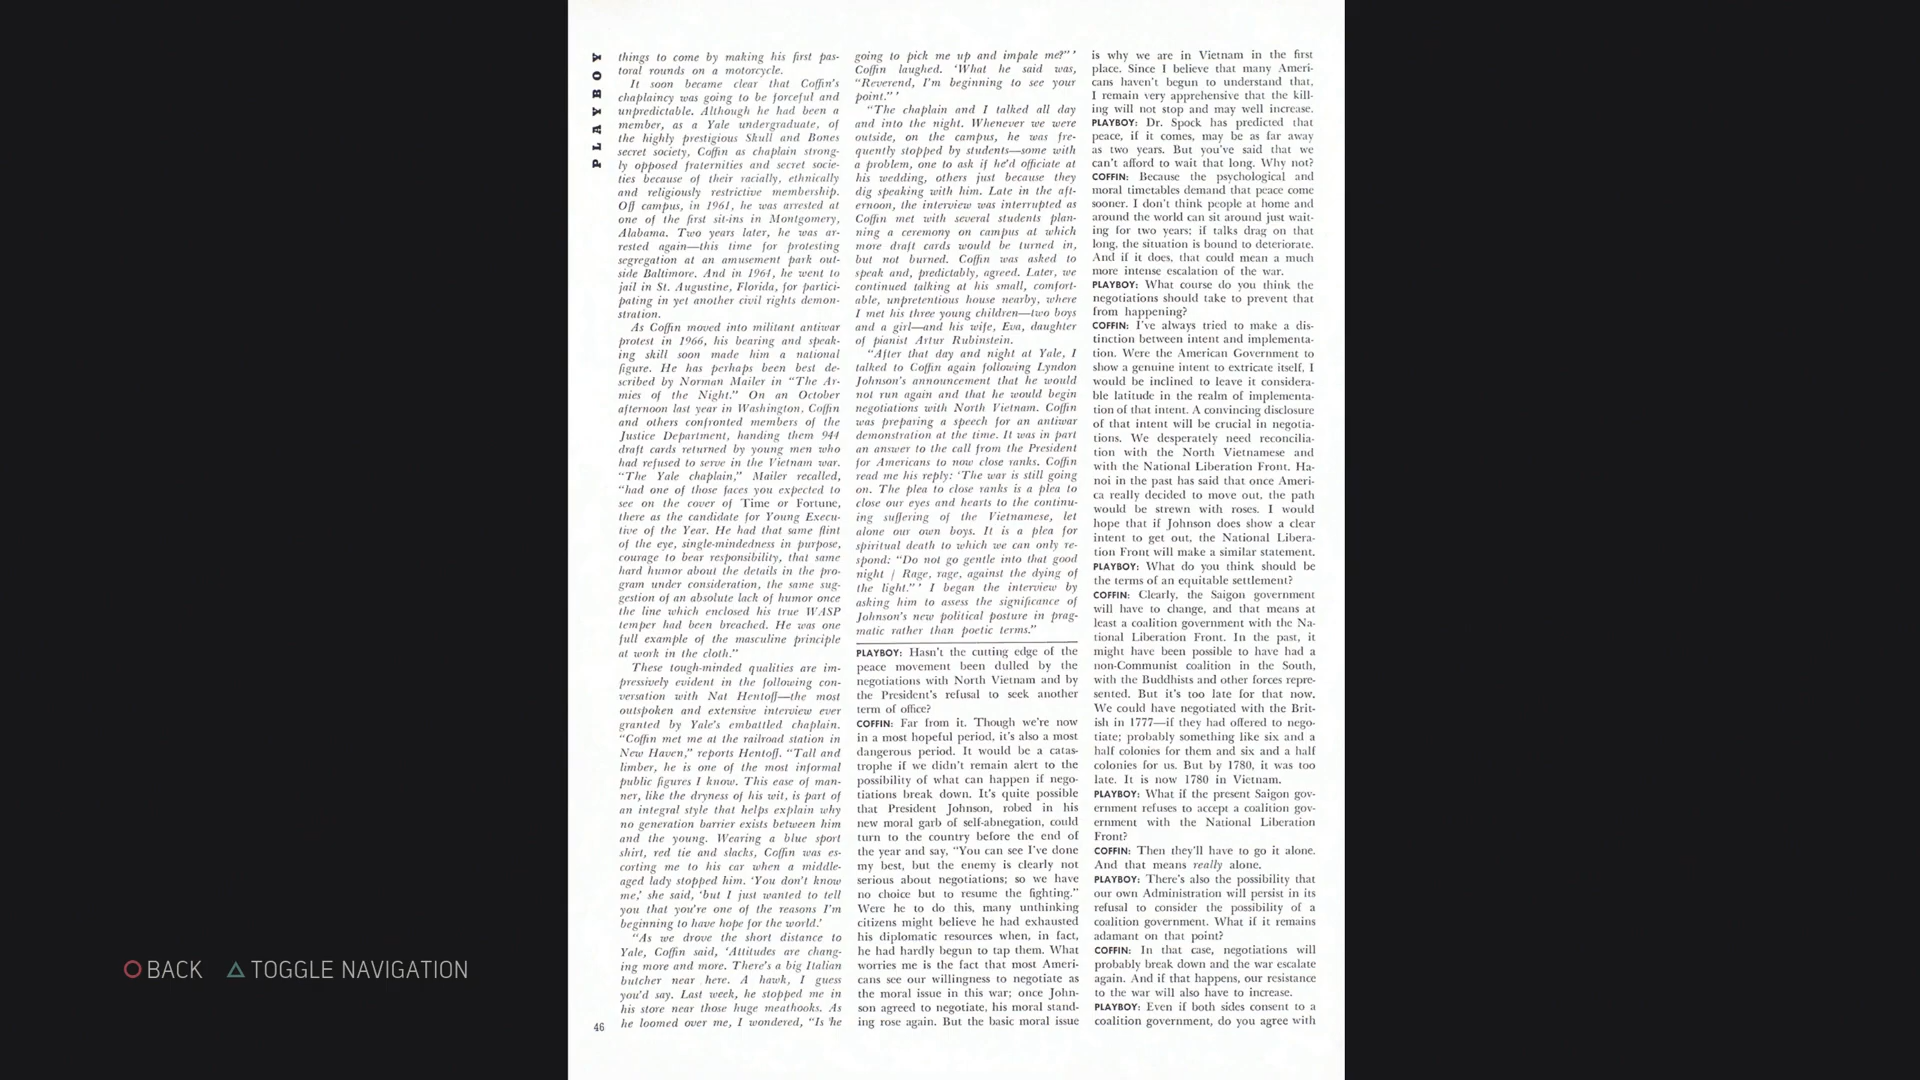 PLAYBOY
things to come by making his first pas-
toral rounds on a motorcycle.
It soon became clear that Coffin's
chaplaincy was going to be forceful and
unpredictable. Although he had been a
member, as a Yale undergraduate, of
the highly prestigious Skull and Bones
secret society, Coffin as chaplain strong-
ly opposed fraternities and secret socie-
ties because of their racially, ethnically
and religiously restrictive membership.
Off campus, in 1961, he was arrested at
one of the first sit-ins in Montgomery,
Alabama. Two years later, he was ar-
rested again—this time for protesting
segregation at an amusement park out-
side Baltimore. And in 1964, he went to
jail in St. Augustine, Florida, for partici-
pating in yet another civil rights demon-
stration.
As Coffin moved into militant antiwar
protest in 1966, his bearing and speak-
ing skill soon made him a national
figure. He has perhaps been best de-
scribed by Norman Mailer in "The Ar-
mies of the Night." On an October
afternoon last year in Washington, Coffin
and others confronted members of the
Justice Department, handing them 944
draft cards returned by young men who
had refused to serve in the Vietnam war.
"The Yale chaplain," Mailer recalled,
"had one of those faces you expected to
see on the cover of Time or Fortune,
there as the candidate for Young Execu-
tive of the Year. He had that same flint
of the eye, single-mindedness in purpose,
courage to bear responsibility, that same
hard humor about the details in the pro-
gram under consideration, the same sug-
gestion of an absolute lack of humor once
the line which enclosed his true WASP
temper had been breached. He was one
full example of the masculine principle
at work in the cloth."
These tough-minded qualities are im-
pressively evident in the following con-
versation with Nat Hentoff—the most
outspoken and extensive interview ever
granted by Yale's embattled chaplain.
"Coffin met me at the railroad station in
New Haven," reports Hentoff. "Tall and
limber, he is one of the most informal
public figures I know. This ease of man-
ner, like the dryness of his wit, is part of
an integral style that helps explain why
no generation barrier exists between him
and the young. Wearing a blue sport
shirt, red tie and slacks, Coffin was es-
corting me to his car when a middle-
aged lady stopped him. 'You don't know
me,' she said, 'but I just wanted to tell
you that you're one of the reasons I'm
beginning to have hope for the world.'
"As we drove the short distance to
Yale, Coffin said, 'Attitudes are chang-
ing more and more. There's a big Italian
butcher near here. A hawk, I guess
you'd say. Last week, he stopped me in
his store near those huge meathooks. As
he loomed over me, I wondered, "Is he
going to pick me up and impale me?" '
Coffin laughed. 'What he said was,
"Reverend, I'm beginning to see your
point." '
"The chaplain and I talked all day
and into the night. Whenever we were
outside, on the campus, he was fre-
quently stopped by students—some with
a problem, one to ask if he'd officiate at
his wedding, others just because they
dig speaking with him. Late in the aft-
ernoon, the interview was interrupted as
Coffin met with several students plan-
ning a ceremony on campus at which
more draft cards would be turned in,
but not burned. Coffin was asked to
speak and, predictably, agreed. Later, we
continued talking at his small, comfort-
able, unpretentious house nearby, where
I met his three young children—two boys
and a girl—and his wife, Eva, daughter
of pianist Artur Rubinstein.
"After that day and night at Yale, I
talked to Coffin again following Lyndon
Johnson's announcement that he would
not run again and that he would begin
negotiations with North Vietnam. Coffin
was preparing a speech for an antiwar
demonstration at the time. It was in part
an answer to the call from the President
for Americans to now close ranks. Coffin
read me his reply: 'The war is still going
on. The plea to close ranks is a plea to
close our eyes and hearts to the continu-
ing suffering of the Vietnamese, let
alone our own boys. It is a plea for
spiritual death to which we can only re-
spond: "Do not go gentle into that good
night / Rage, rage, against the dying of
the light." ' I began the interview by
asking him to assess the significance of
Johnson's new political posture in prag-
matic rather than poetic terms."
PLAYBOY: Hasn't the cutting edge of the
peace movement been dulled by the
negotiations with North Vietnam and by
the President's refusal to seek another
term of office?
COFFIN: Far from it. Though we're now
in a most hopeful period, it's also a most
dangerous period. It would be a catas-
trophe if we didn't remain alert to the
possibility of what can happen if nego-
tiations break down. It's quite possible
that President Johnson, robed in his
new moral garb of self-abnegation, could
turn to the country before the end of
the year and say, "You can see I've done
my best, but the enemy is clearly not
serious about negotiations; so we have
no choice but to resume the fighting."
Were he to do this, many unthinking
citizens might believe he had exhausted
his diplomatic resources when, in fact,
he had hardly begun to tap them. What
worries me is the fact that most Ameri-
cans see our willingness to negotiate as
the moral issue in this war; once John-
son agreed to negotiate, his moral stand-
ing rose again. But the basic moral issue
is why we are in Vietnam in the first
place. Since I believe that many Ameri-
cans haven't begun to understand that,
I remain very apprehensive that the kill-
ing will not stop and may well increase.
PLAYBOY: Dr. Spock has predicted that
peace, if it comes, may be as far away
as two years. But you've said that we
can't afford to wait that long. Why not?
COFFIN: Because the psychological and
moral timetables demand that peace come
sooner. I don't think people at home and
around the world can sit around just wait-
ing for two years; if talks drag on that
long, the situation is bound to deteriorate.
And if it does, that could mean a much
more intense escalation of the war.
PLAYBOY: What course do you think the
negotiations should take to prevent that
from happening?
COFFIN: I've always tried to make a dis-
tinction between intent and implementa-
tion. Were the American Government to
show a genuine intent to extricate itself, I
would be inclined to leave it considera-
ble latitude in the realm of implementa-
tion of that intent. A convincing disclosure
of that intent will be crucial in negotia-
tions. We desperately need reconcilia-
tion with the North Vietnamese and
with the National Liberation Front. Ha-
noi in the past has said that once Ameri-
ca really decided to move out, the path
would be strewn with roses. I would
hope that if Johnson does show a clear
intent to get out, the National Libera-
tion Front will make a similar statement.
PLAYBOY: What do you think should be
the terms of an equitable settlement?
COFFIN: Clearly, the Saigon government
will have to change, and that means at
least a coalition government with the Na-
tional Liberation Front. In the past, it
might have been possible to have had a
non-Communist coalition in the South,
with the Buddhists and other forces repre-
sented. But it's too late for that now.
We could have negotiated with the Brit-
ish in 1777—if they had offered to nego-
tiate; probably something like six and a
half colonies for them and six and a half
colonies for us. But by 1780, it was too
late. It is now 1780 in Vietnam.
PLAYBOY: What if the present Saigon gov-
ernment refuses to accept a coalition gov-
ernment with the National Liberation
Front?
COFFIN: Then they'll have to go it alone.
And that means really alone.
PLAYBOY: There's also the possibility that
our own Administration will persist in its
refusal to consider the possibility of a
coalition government. What if it remains
adamant on that point?
COFFIN: In that case, negotiations will
probably break down and the war escalate
again. And if that happens, our resistance
to the war will also have to increase.
PLAYBOY: Even if both sides consent to a
coalition government, do you agree with
46
BACK TOGGLE NAVIGATION